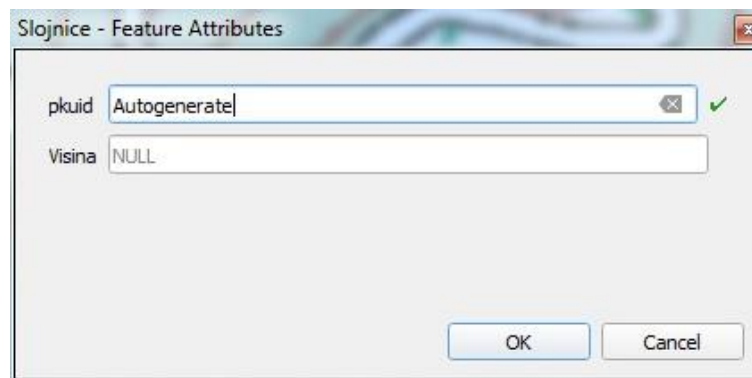 Slojnice - Feature Attributes
pkuid Autogenerate
Visina NULL
OK Cancel